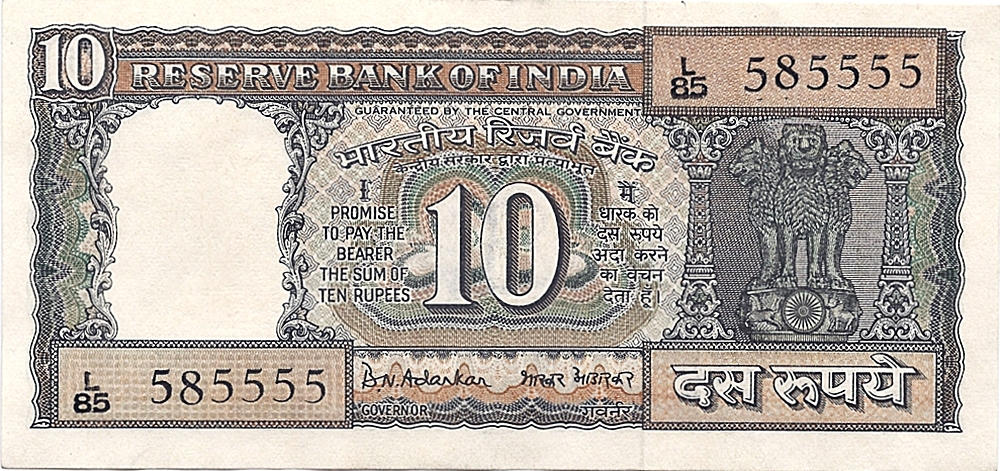 10
RESERVE BANK OF INDIA
L/85 585555
GUARANTEED BY THE CENTRAL GOVERNMENT
भारतीय रिज़र्व बैंक
केन्द्रीय सरकार द्वारा प्रत्याभूत
I
PROMISE
TO PAY THE
BEARER
THE SUM OF
TEN RUPEES
10
मैं
धारक को
दस रुपये
अदा करने
का वचन
देता हूं।
L/85 585555
B.N. Adarkar
भास्कर आडारकर
GOVERNOR
गवर्नर
दस रूपये